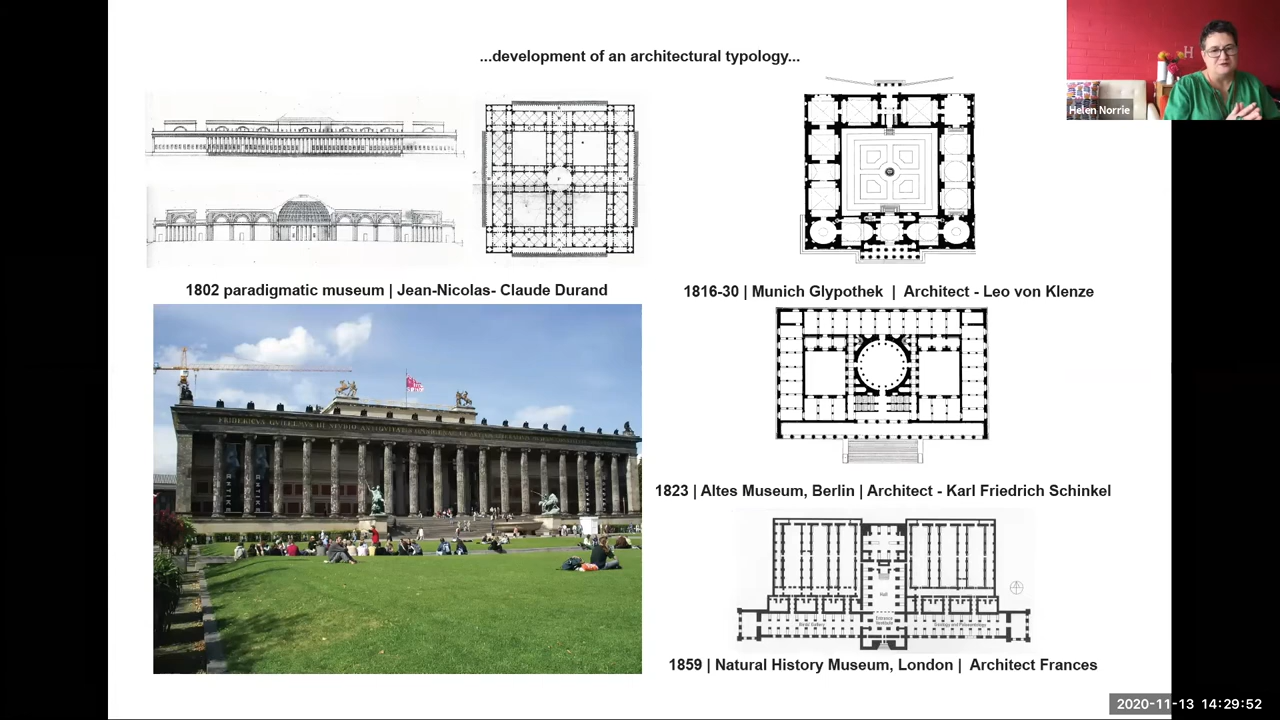 ...development of an architectural typology...
H
Helen Norrie
1802 paradigmatic museum | Jean-Nicolas- Claude Durand
1816-30 | Munich Glypothek | Architect - Leo von Klenze
1823 | Altes Museum, Berlin | Architect - Karl Friedrich Schinkel
Hall
Entrance
1859 | Natural History Museum, London | Architect Frances
2020-11-13 14:29:52